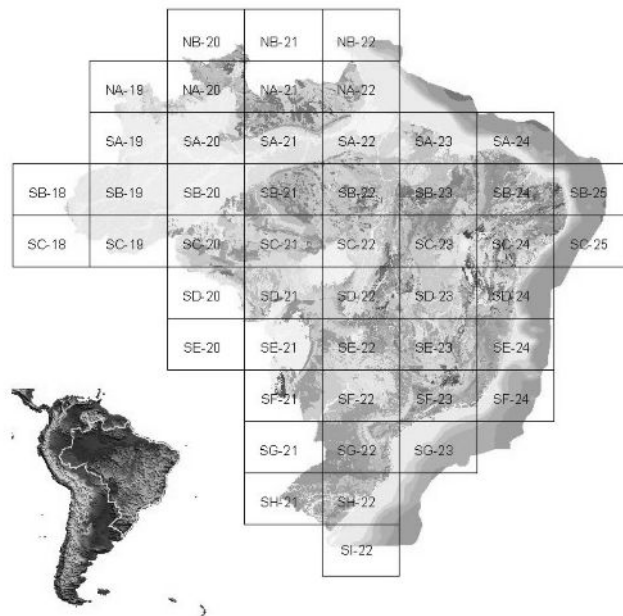 NB-20 NB-21 NB-22
NA-19 NA-20 NA-21 NA-22
SA-19 SA-20 SA-21 SA-22 SA-23 SA-24
SB-18 SB-19 SB-20 SB-21 SB-22 SB-23 SB-24 SB-25
SC-18 SC-19 SC-20 SC-21 SC-22 SC-23 SC-24 SC-25
SD-20 SD-21 SD-22 SD-23 SD-24
SE-20 SE-21 SE-22 SE-23 SE-24
SF-21 SF-22 SF-23 SF-24
SG-21 SG-22 SG-23
SH-21 SH-22
SI-22